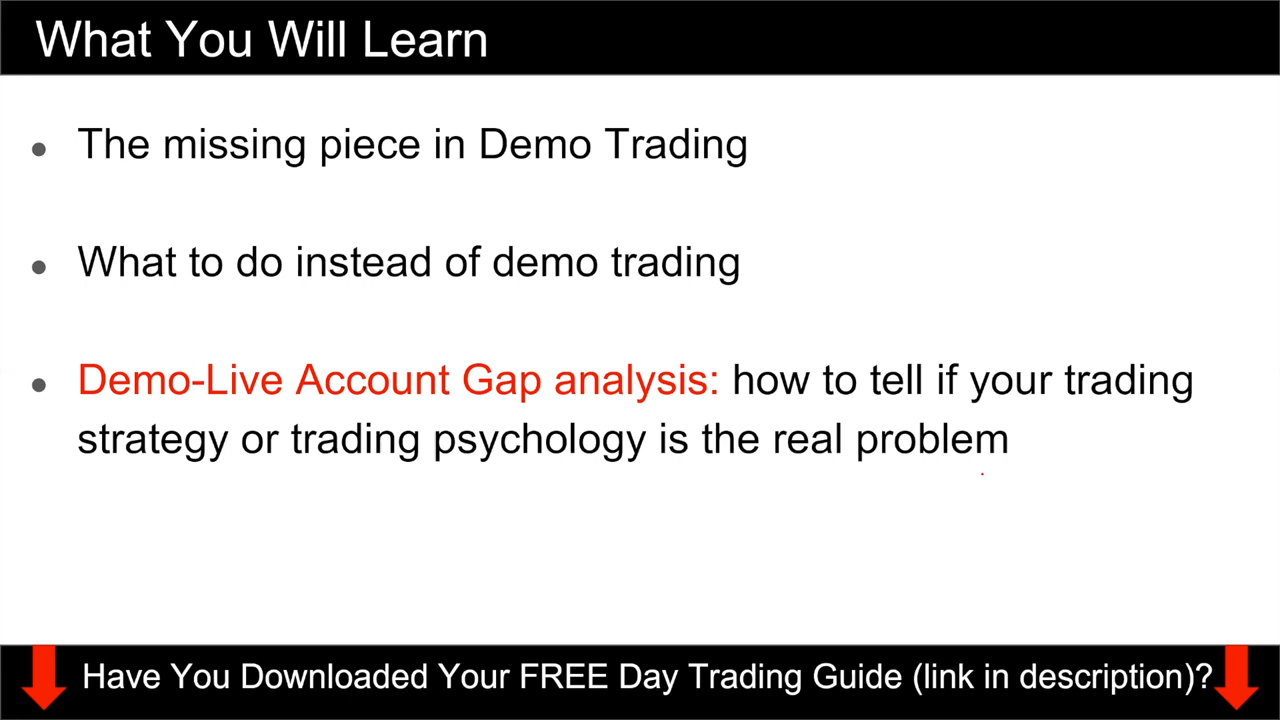 What You Will Learn
● The missing piece in Demo Trading
● What to do instead of demo trading
● Demo-Live Account Gap analysis: how to tell if your trading
strategy or trading psychology is the real problem
Have You Downloaded Your FREE Day Trading Guide (link in description)?